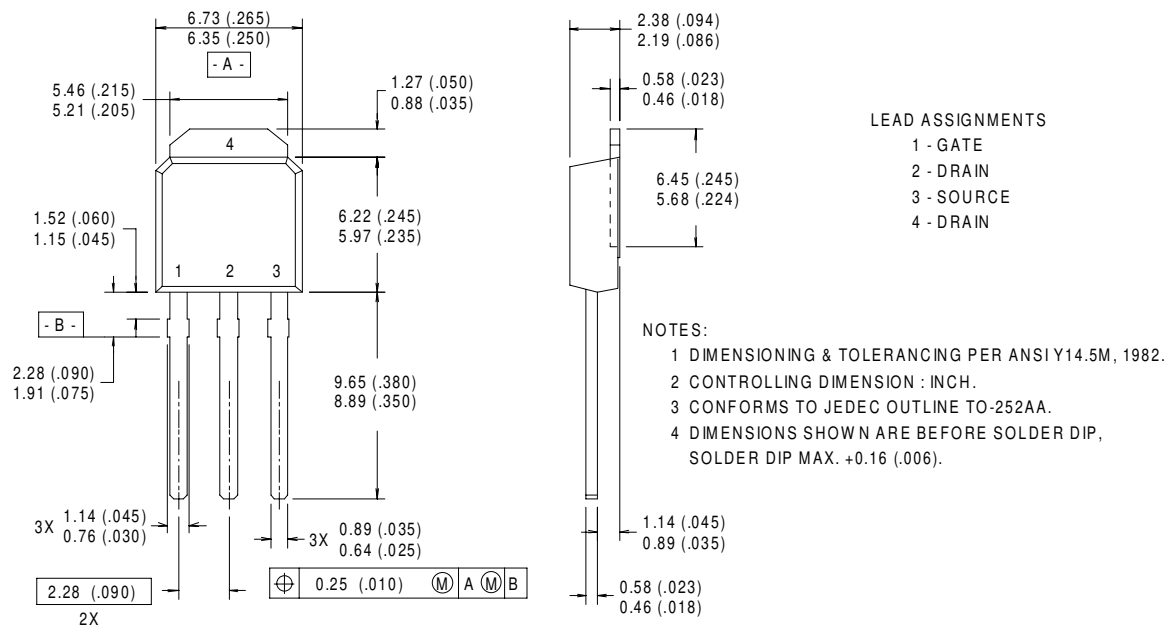 6.73 (.265)
6.35 (.250)
- A -
5.46 (.215)
5.21 (.205)
1.27 (.050)
0.88 (.035)
4
1.52 (.060)
1.15 (.045)
6.22 (.245)
5.97 (.235)
1 2 3
- B -
2.28 (.090)
1.91 (.075)
9.65 (.380)
8.89 (.350)
3X 1.14 (.045)
0.76 (.030)
3X 0.89 (.035)
0.64 (.025)
2.28 (.090)
2X
⌖ 0.25 (.010) Ⓜ A Ⓜ B
2.38 (.094)
2.19 (.086)
0.58 (.023)
0.46 (.018)
6.45 (.245)
5.68 (.224)
1.14 (.045)
0.89 (.035)
0.58 (.023)
0.46 (.018)
LEAD ASSIGNMENTS
1 - GATE
2 - DRAIN
3 - SOURCE
4 - DRAIN
NOTES:
1 DIMENSIONING & TOLERANCING PER ANSI Y14.5M, 1982.
2 CONTROLLING DIMENSION : INCH.
3 CONFORMS TO JEDEC OUTLINE TO-252AA.
4 DIMENSIONS SHOWN ARE BEFORE SOLDER DIP,
SOLDER DIP MAX. +0.16 (.006).